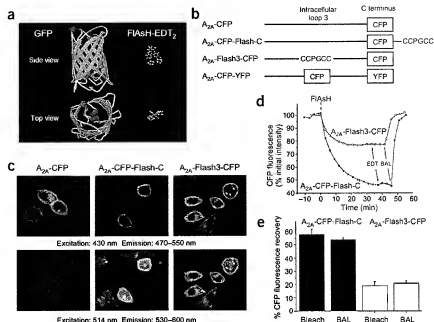 a
GFP
FlAsH-EDT2
Side view
Top view
b
Intracellular loop 3
C terminus
A2A-CFP
CFP
A2A-CFP-Flash-C
CFP
CCPGCC
A2A-Flash3-CFP
CCPGCC
CFP
A2A-CFP-YFP
CFP
YFP
c
A2A-CFP
A2A-CFP-Flash-C
A2A-Flash3-CFP
Excitation: 430 nm Emission: 470–550 nm
Excitation: 514 nm Emission: 530–600 nm
d
FlAsH
CFP fluorescence
(% initial intensity)
100
80
60
40
A2A-Flash3-CFP
EDT BAL
A2A-CFP-Flash-C
-10 0 10 20 30 40 50 60
Time (min)
e
A2A-CFP-Flash-C
A2A-Flash3-CFP
% CFP fluorescence recovery
60
50
40
30
20
10
0
Bleach
BAL
Bleach
BAL